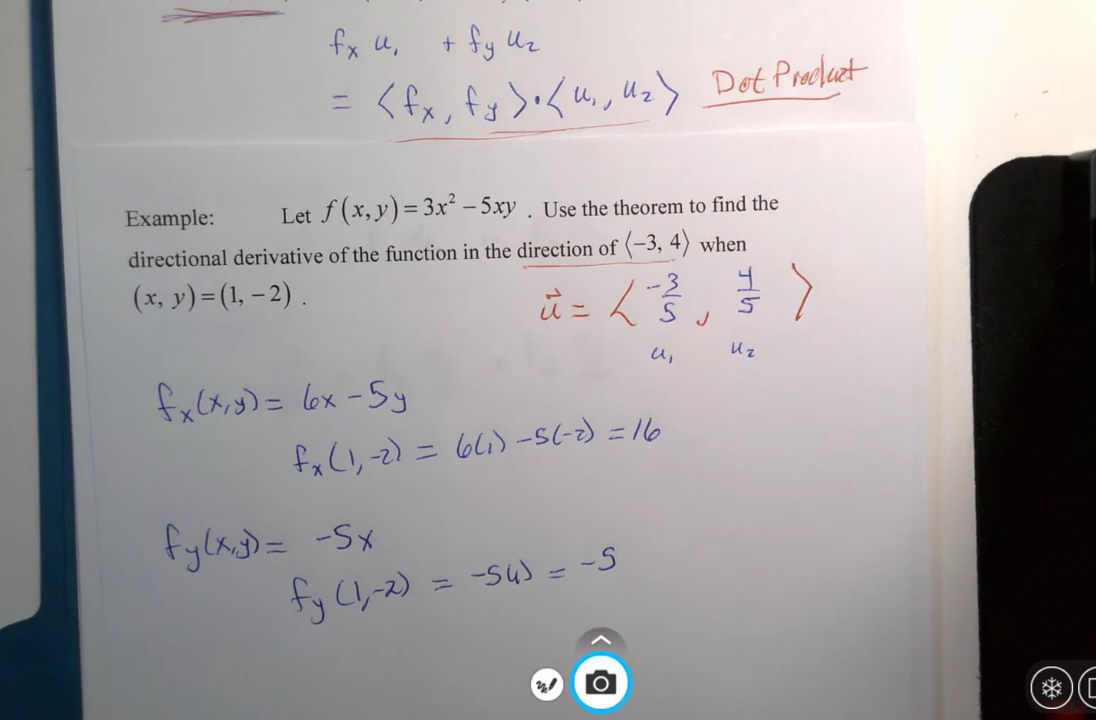 fx u₁ + fy u₂
= ⟨fx, fy⟩·⟨u₁, u₂⟩ Dot Product
Example: Let f(x, y) = 3x² – 5xy . Use the theorem to find the
directional derivative of the function in the direction of ⟨–3, 4⟩ when
(x, y) = (1, –2) .
u⃗ = ⟨ -3/5 , 4/5 ⟩
u₁ u₂
fx(x,y) = 6x - 5y
fx(1,-2) = 6(1) - 5(-2) = 16
fy(x,y) = -5x
fy(1,-2) = -5(1) = -5